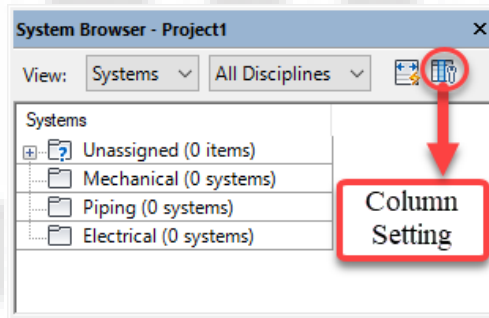 System Browser - Project1
View: Systems All Disciplines
Systems
Unassigned (0 items)
Mechanical (0 systems)
Piping (0 systems)
Electrical (0 systems)
Column
Setting